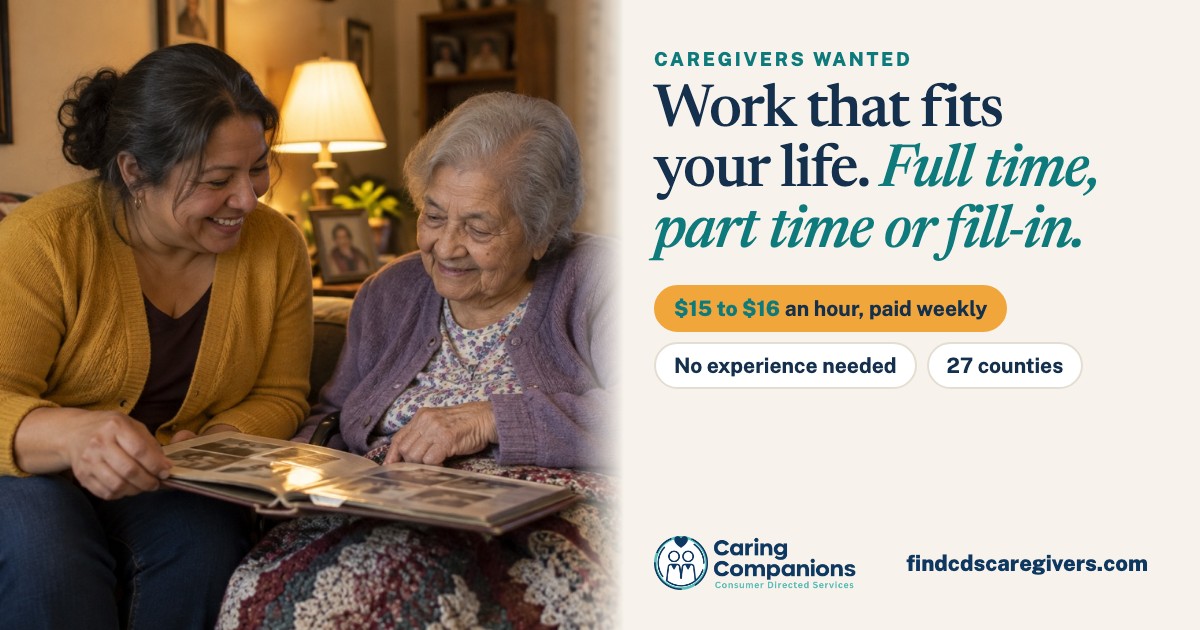 CAREGIVERS WANTED
Work that fits
your life. Full time,
part time or fill-in.
$15 to $16 an hour, paid weekly
No experience needed
27 counties
Caring
Companions
Consumer Directed Services
findcdscaregivers.com